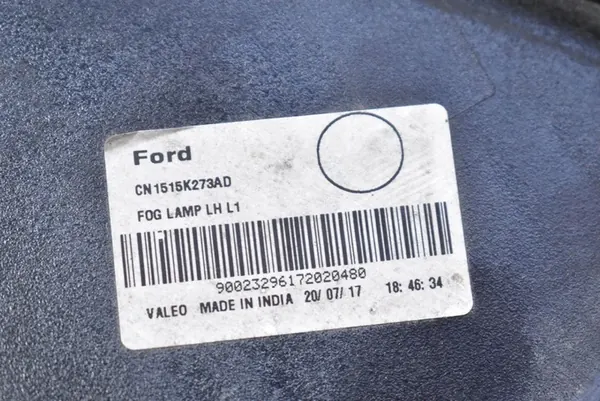 Ford
CN1515K273AD
FOG LAMP LH L1
90023296172020480
VALEO MADE IN INDIA 20/ 07/ 17 18: 46: 34